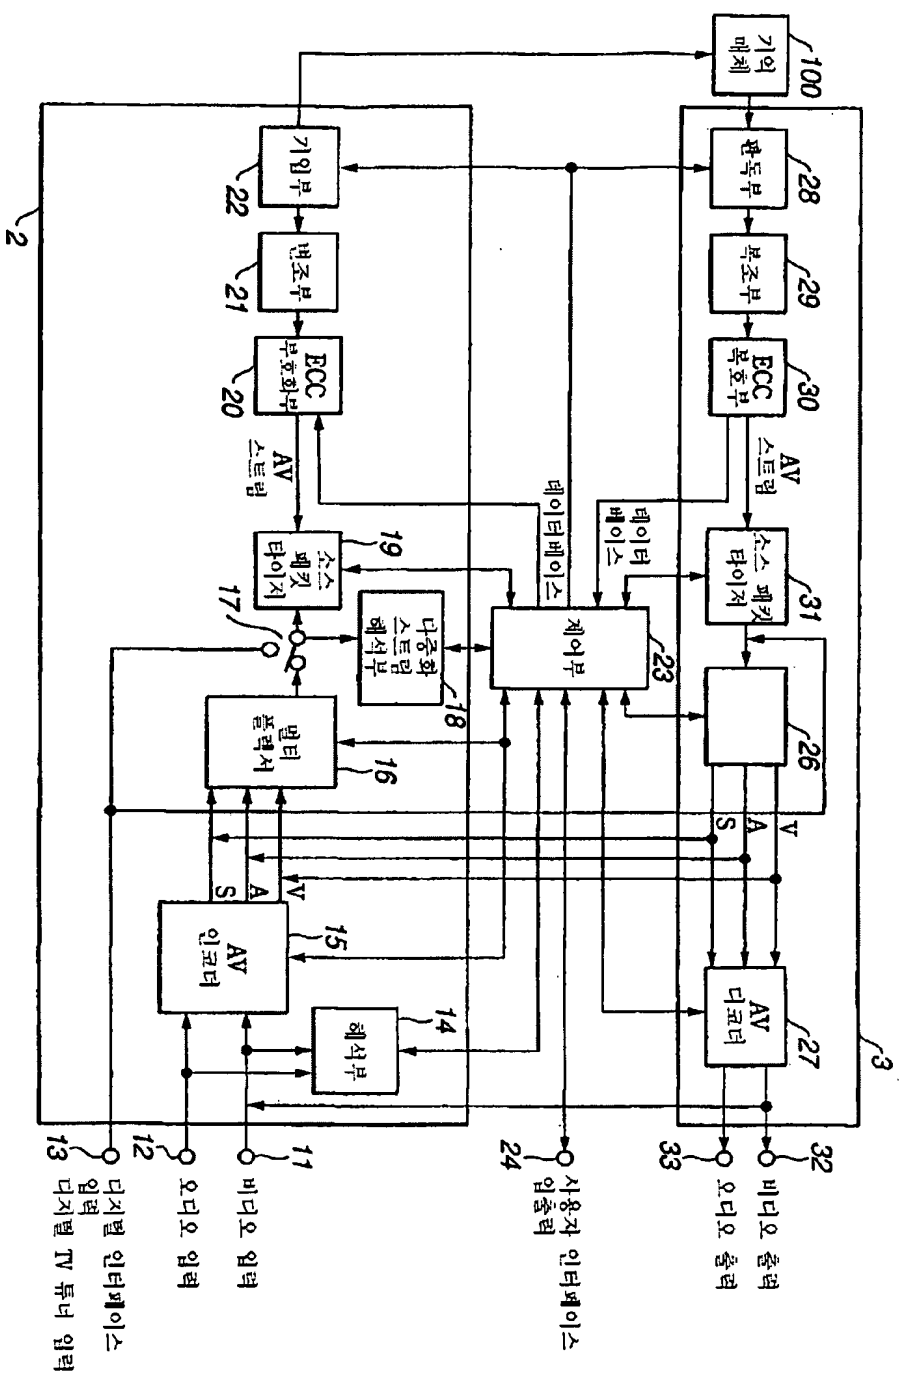 100
기억
매체
3
28
판독부
29
복조부
30
ECC
복호부
AV
스트림
31
소스 패킷
타이저
26
V
A
S
27
AV
디코더
32
비디오 출력
33
오디오 출력
데이터
베이스
데이터베이스
23
제어부
24
사용자 인터페이스
입출력
2
22
기입부
21
변조부
20
ECC
부호화부
AV
스트림
19
소스
패킷
타이저
17
18
다중화
스트림
해석부
16
멀티
플렉서
V
A
S
15
AV
인코더
14
해석부
11
비디오 입력
12
오디오 입력
13
디지털 인터페이스
입력
디지털 TV 튜너 입력